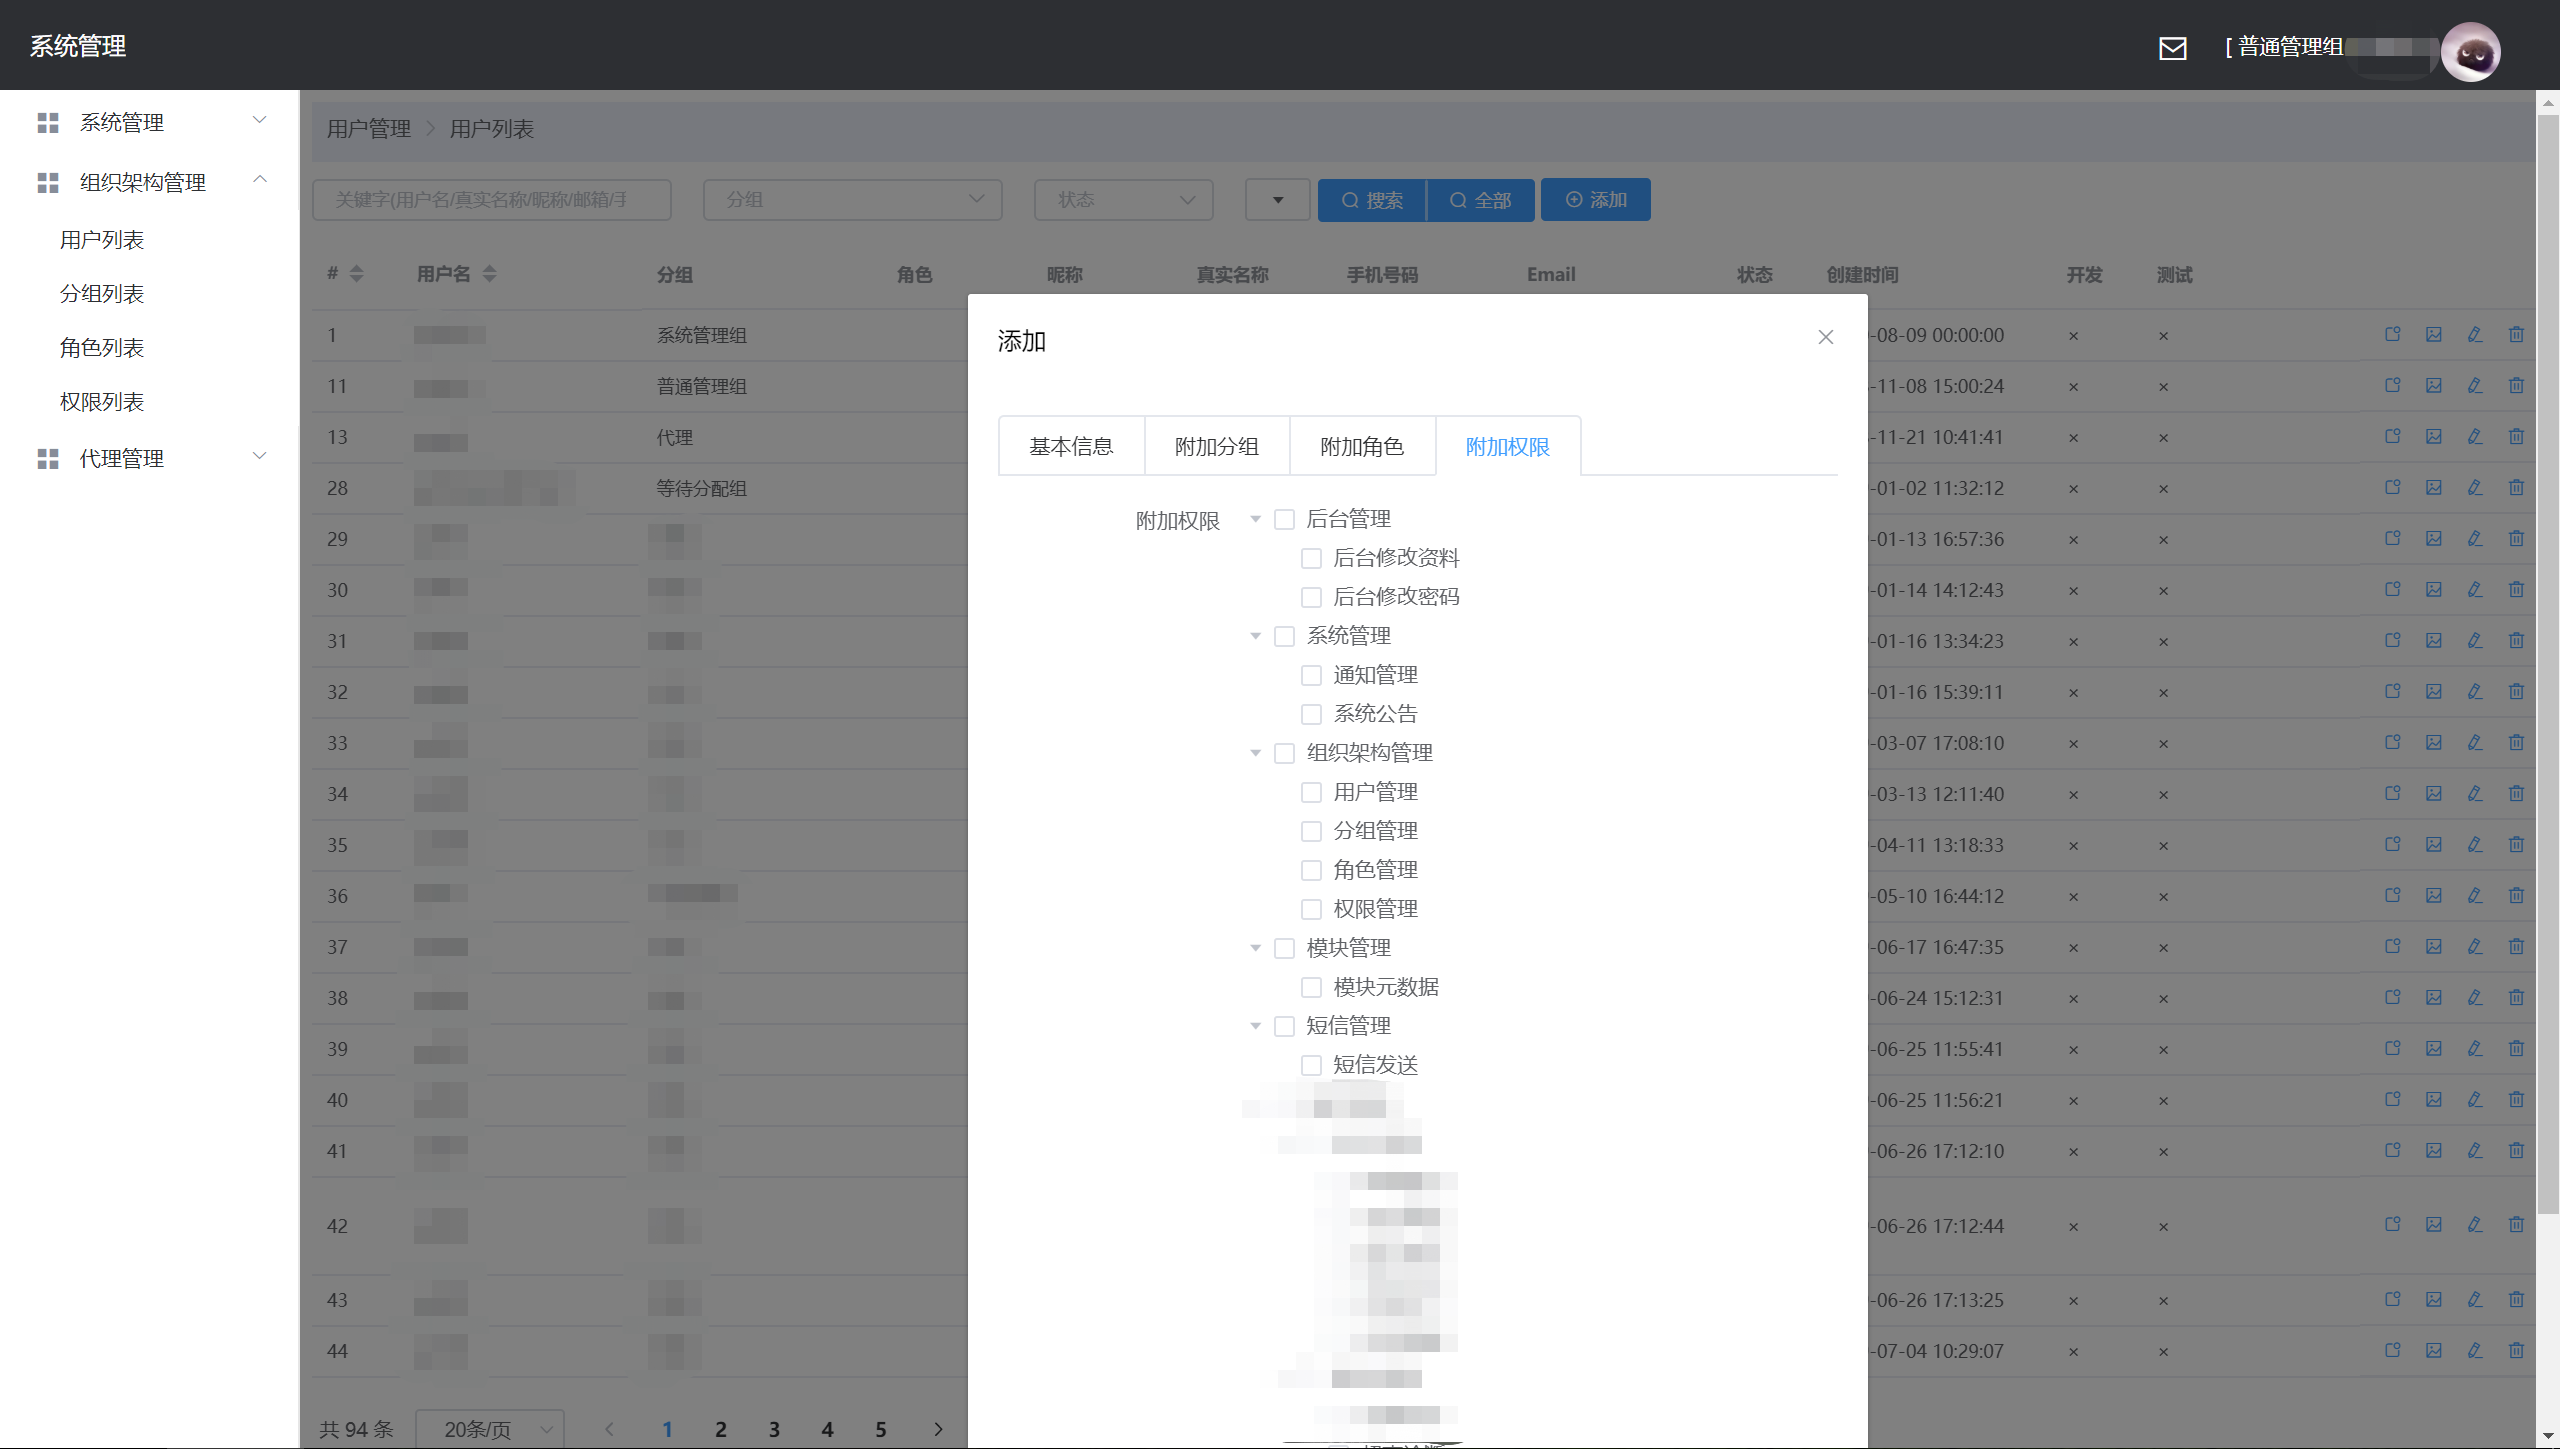 系统管理
[ 普通管理组
系统管理
组织架构管理
用户列表
分组列表
角色列表
权限列表
代理管理
用户管理 用户列表
关键字(用户名/真实名称/昵称/邮箱/手 分组 状态 搜索 全部 添加
# 用户名 分组 角色 昵称 真实名称 手机号码 Email 状态 创建时间 开发 测试
1 系统管理组 -08-09 00:00:00 × ×
11 普通管理组 -11-08 15:00:24 × ×
13 代理 -11-21 10:41:41 × ×
28 等待分配组 -01-02 11:32:12 × ×
29 -01-13 16:57:36 × ×
30 -01-14 14:12:43 × ×
31 -01-16 13:34:23 × ×
32 -01-16 15:39:11 × ×
33 -03-07 17:08:10 × ×
34 -03-13 12:11:40 × ×
35 -04-11 13:18:33 × ×
36 -05-10 16:44:12 × ×
37 -06-17 16:47:35 × ×
38 -06-24 15:12:31 × ×
39 -06-25 11:55:41 × ×
40 -06-25 11:56:21 × ×
41 -06-26 17:12:10 × ×
42 -06-26 17:12:44 × ×
43 -06-26 17:13:25 × ×
44 -07-04 10:29:07 × ×
共 94 条 20条/页 1 2 3 4 5
添加
基本信息 附加分组 附加角色 附加权限
附加权限 后台管理
后台修改资料
后台修改密码
系统管理
通知管理
系统公告
组织架构管理
用户管理
分组管理
角色管理
权限管理
模块管理
模块元数据
短信管理
短信发送